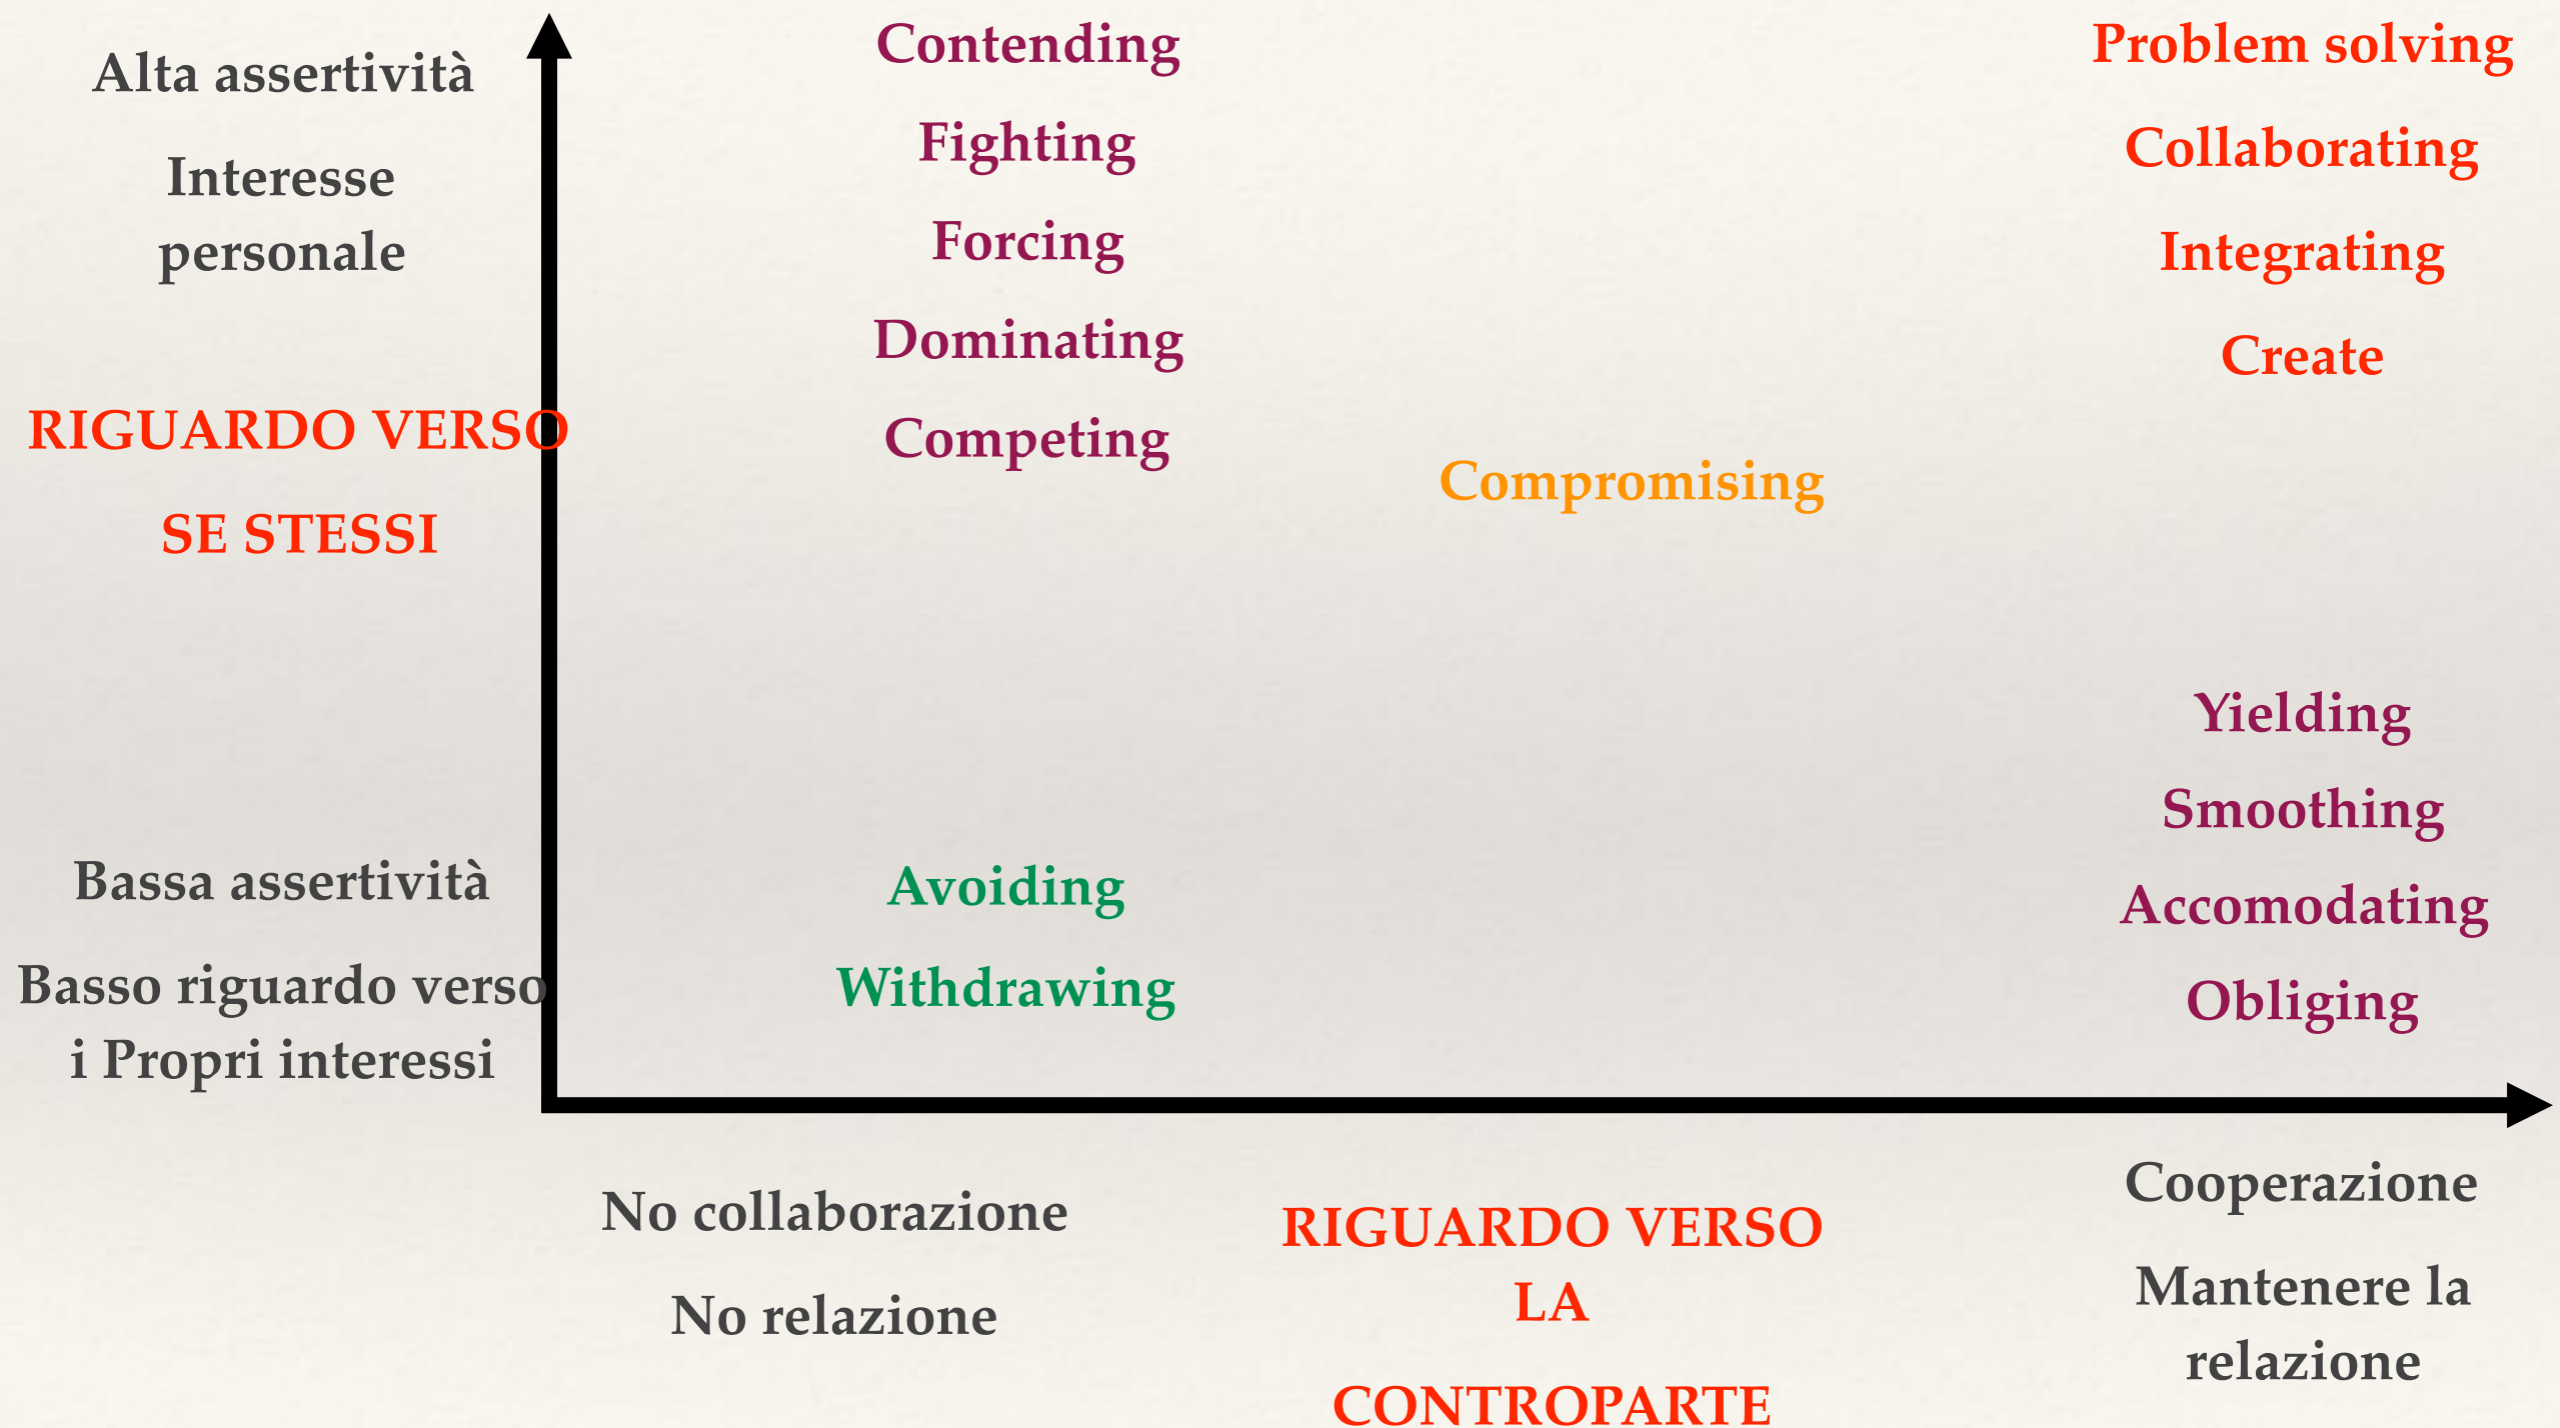 Alta assertività
Interesse
personale
RIGUARDO VERSO
SE STESSI
Bassa assertività
Basso riguardo verso
i Propri interessi
Contending
Fighting
Forcing
Dominating
Competing
Compromising
Problem solving
Collaborating
Integrating
Create
Avoiding
Withdrawing
Yielding
Smoothing
Accomodating
Obliging
No collaborazione
No relazione
RIGUARDO VERSO
LA
CONTROPARTE
Cooperazione
Mantenere la
relazione